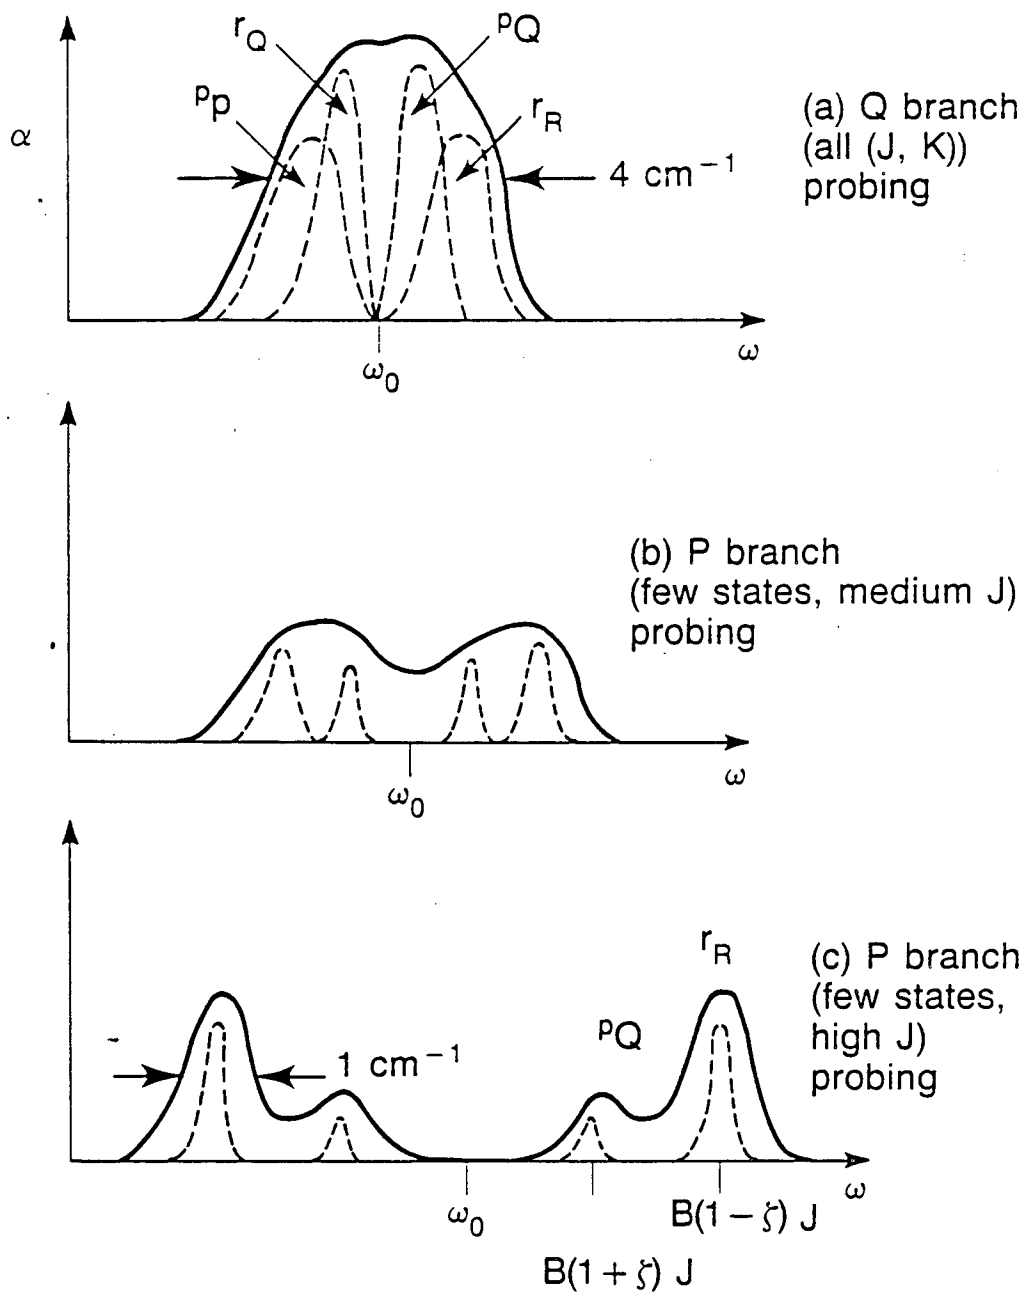 α
rQ
pQ
pP
rR
4 cm⁻¹
(a) Q branch
(all (J, K))
probing
ω
ω₀
(b) P branch
(few states, medium J)
probing
ω
ω₀
rR
(c) P branch
(few states,
high J)
probing
pQ
1 cm⁻¹
ω
ω₀
B(1 − ζ) J
B(1 + ζ) J